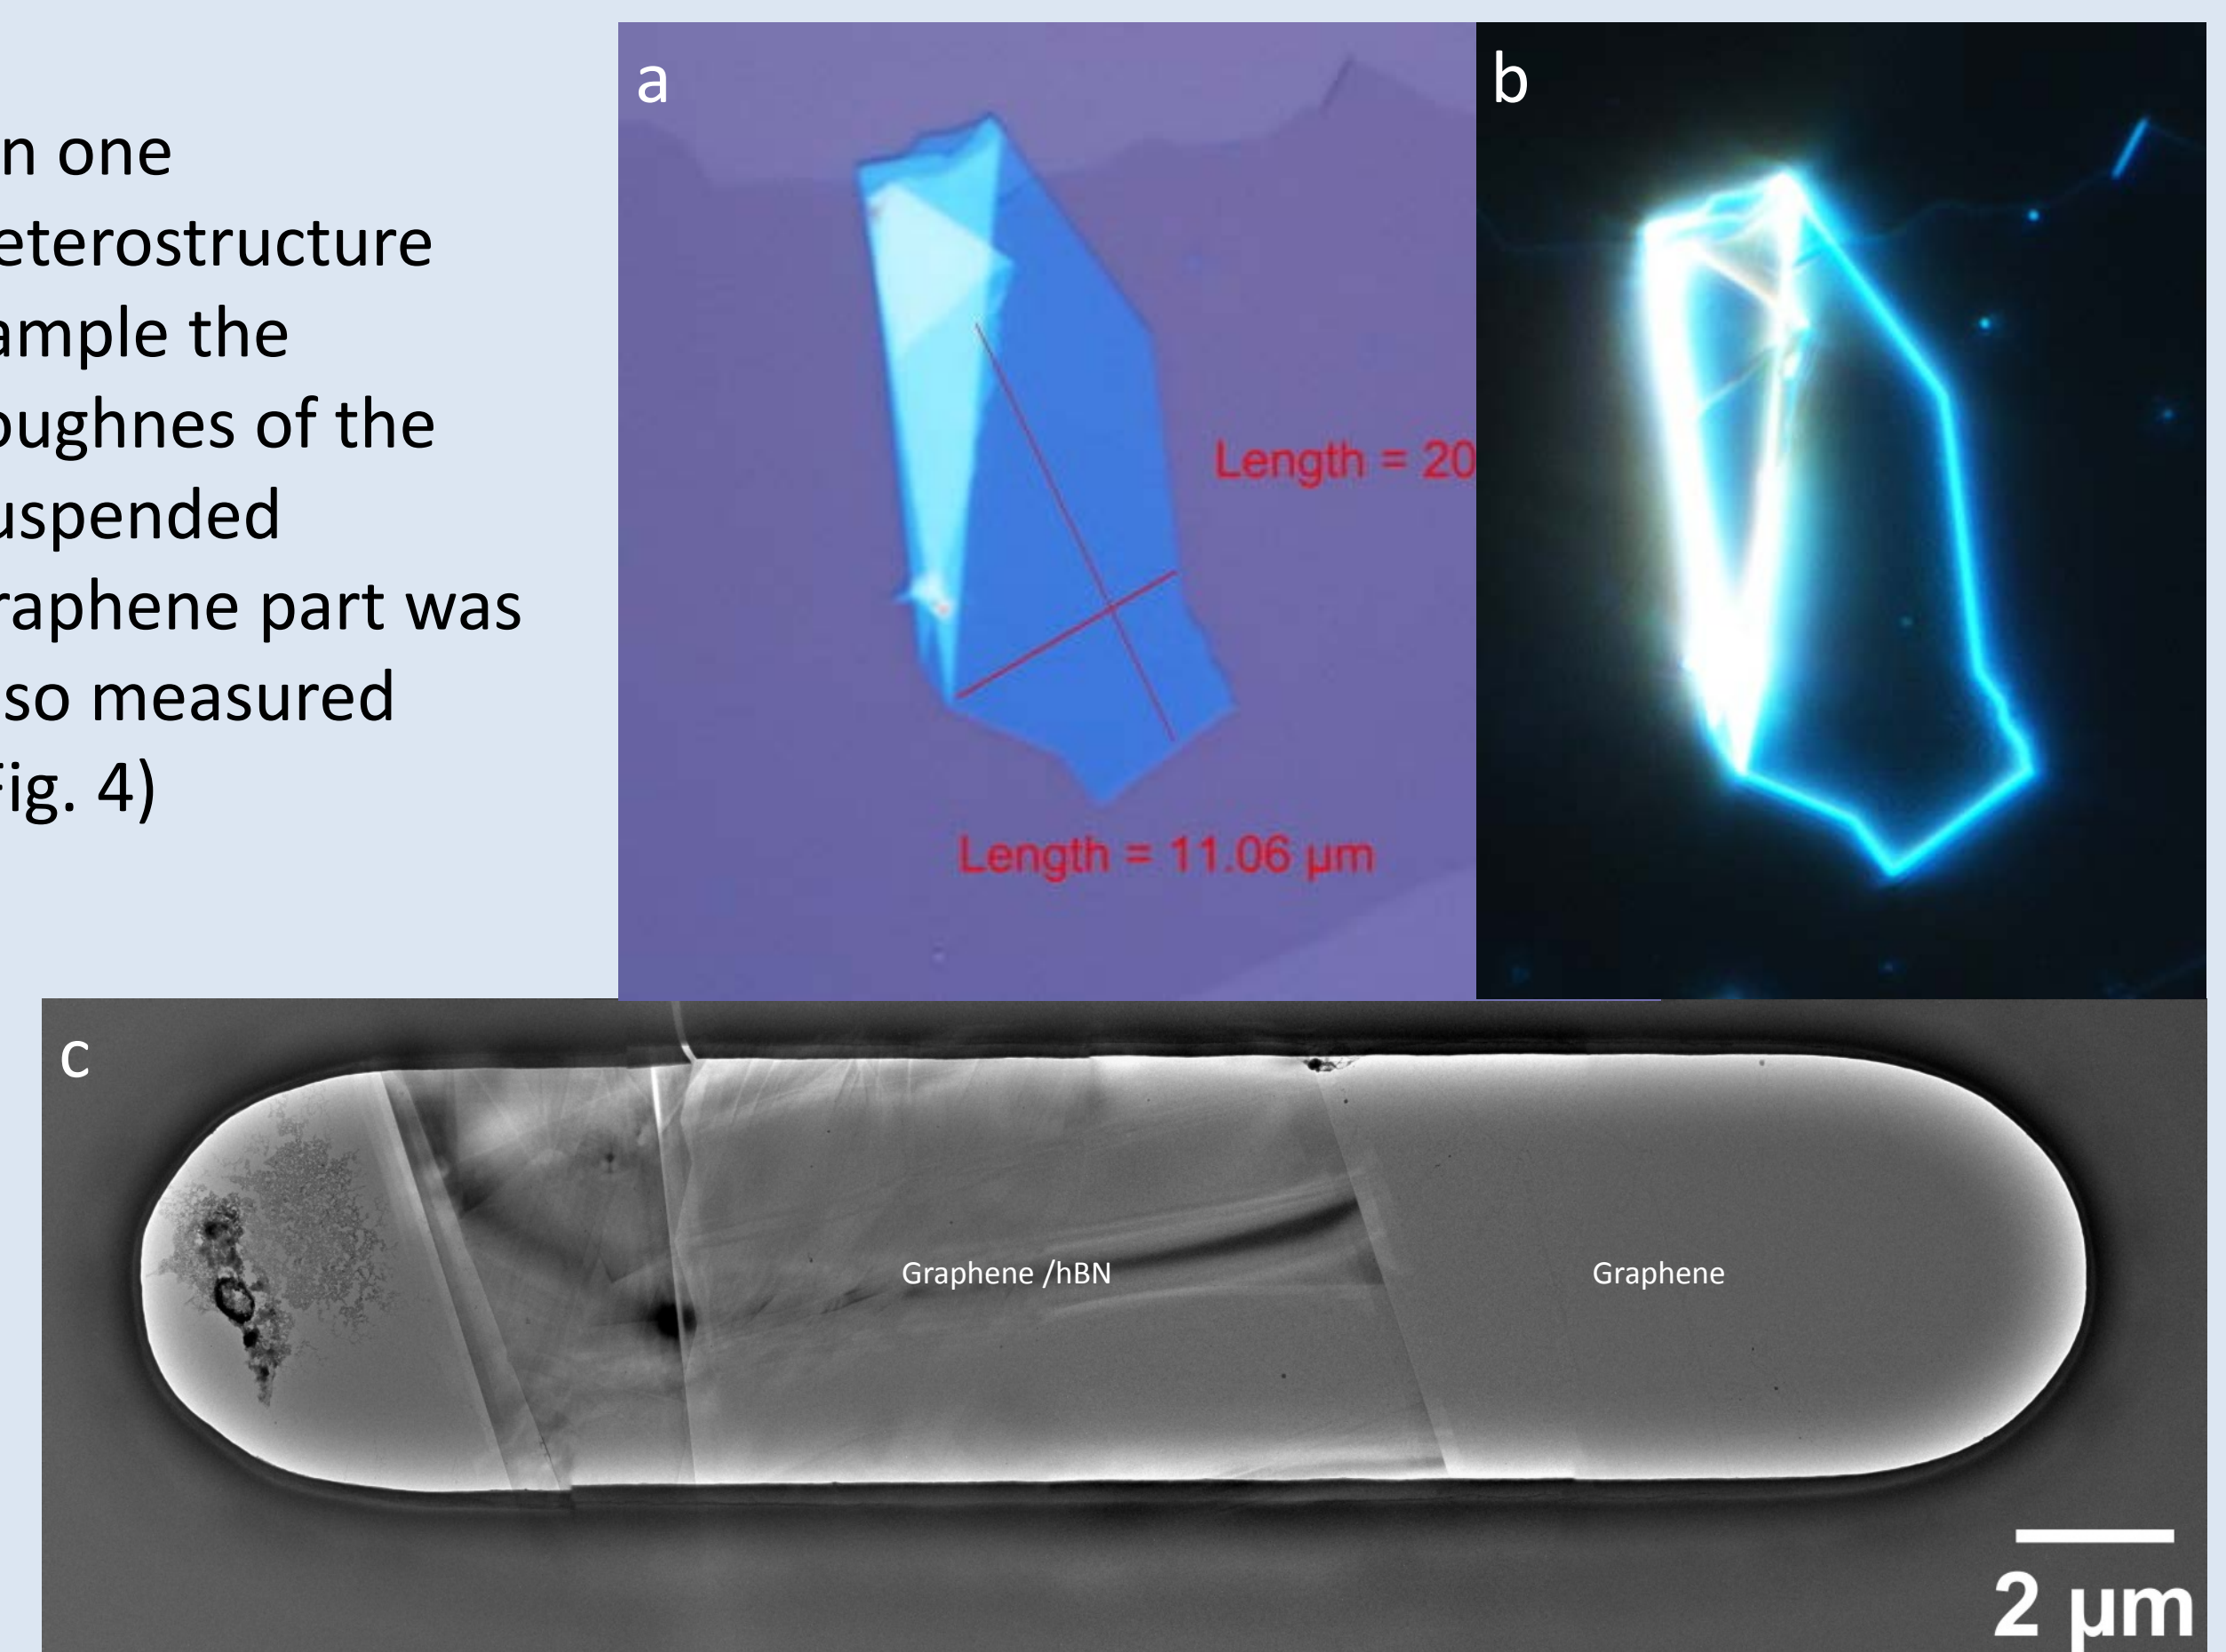 n one
eterostructure
ample the
oughnes of the
uspended
raphene part was
so measured
Fig. 4)
a
b
Length = 20
Length = 11.06 µm
c
Graphene /hBN
Graphene
2 µm